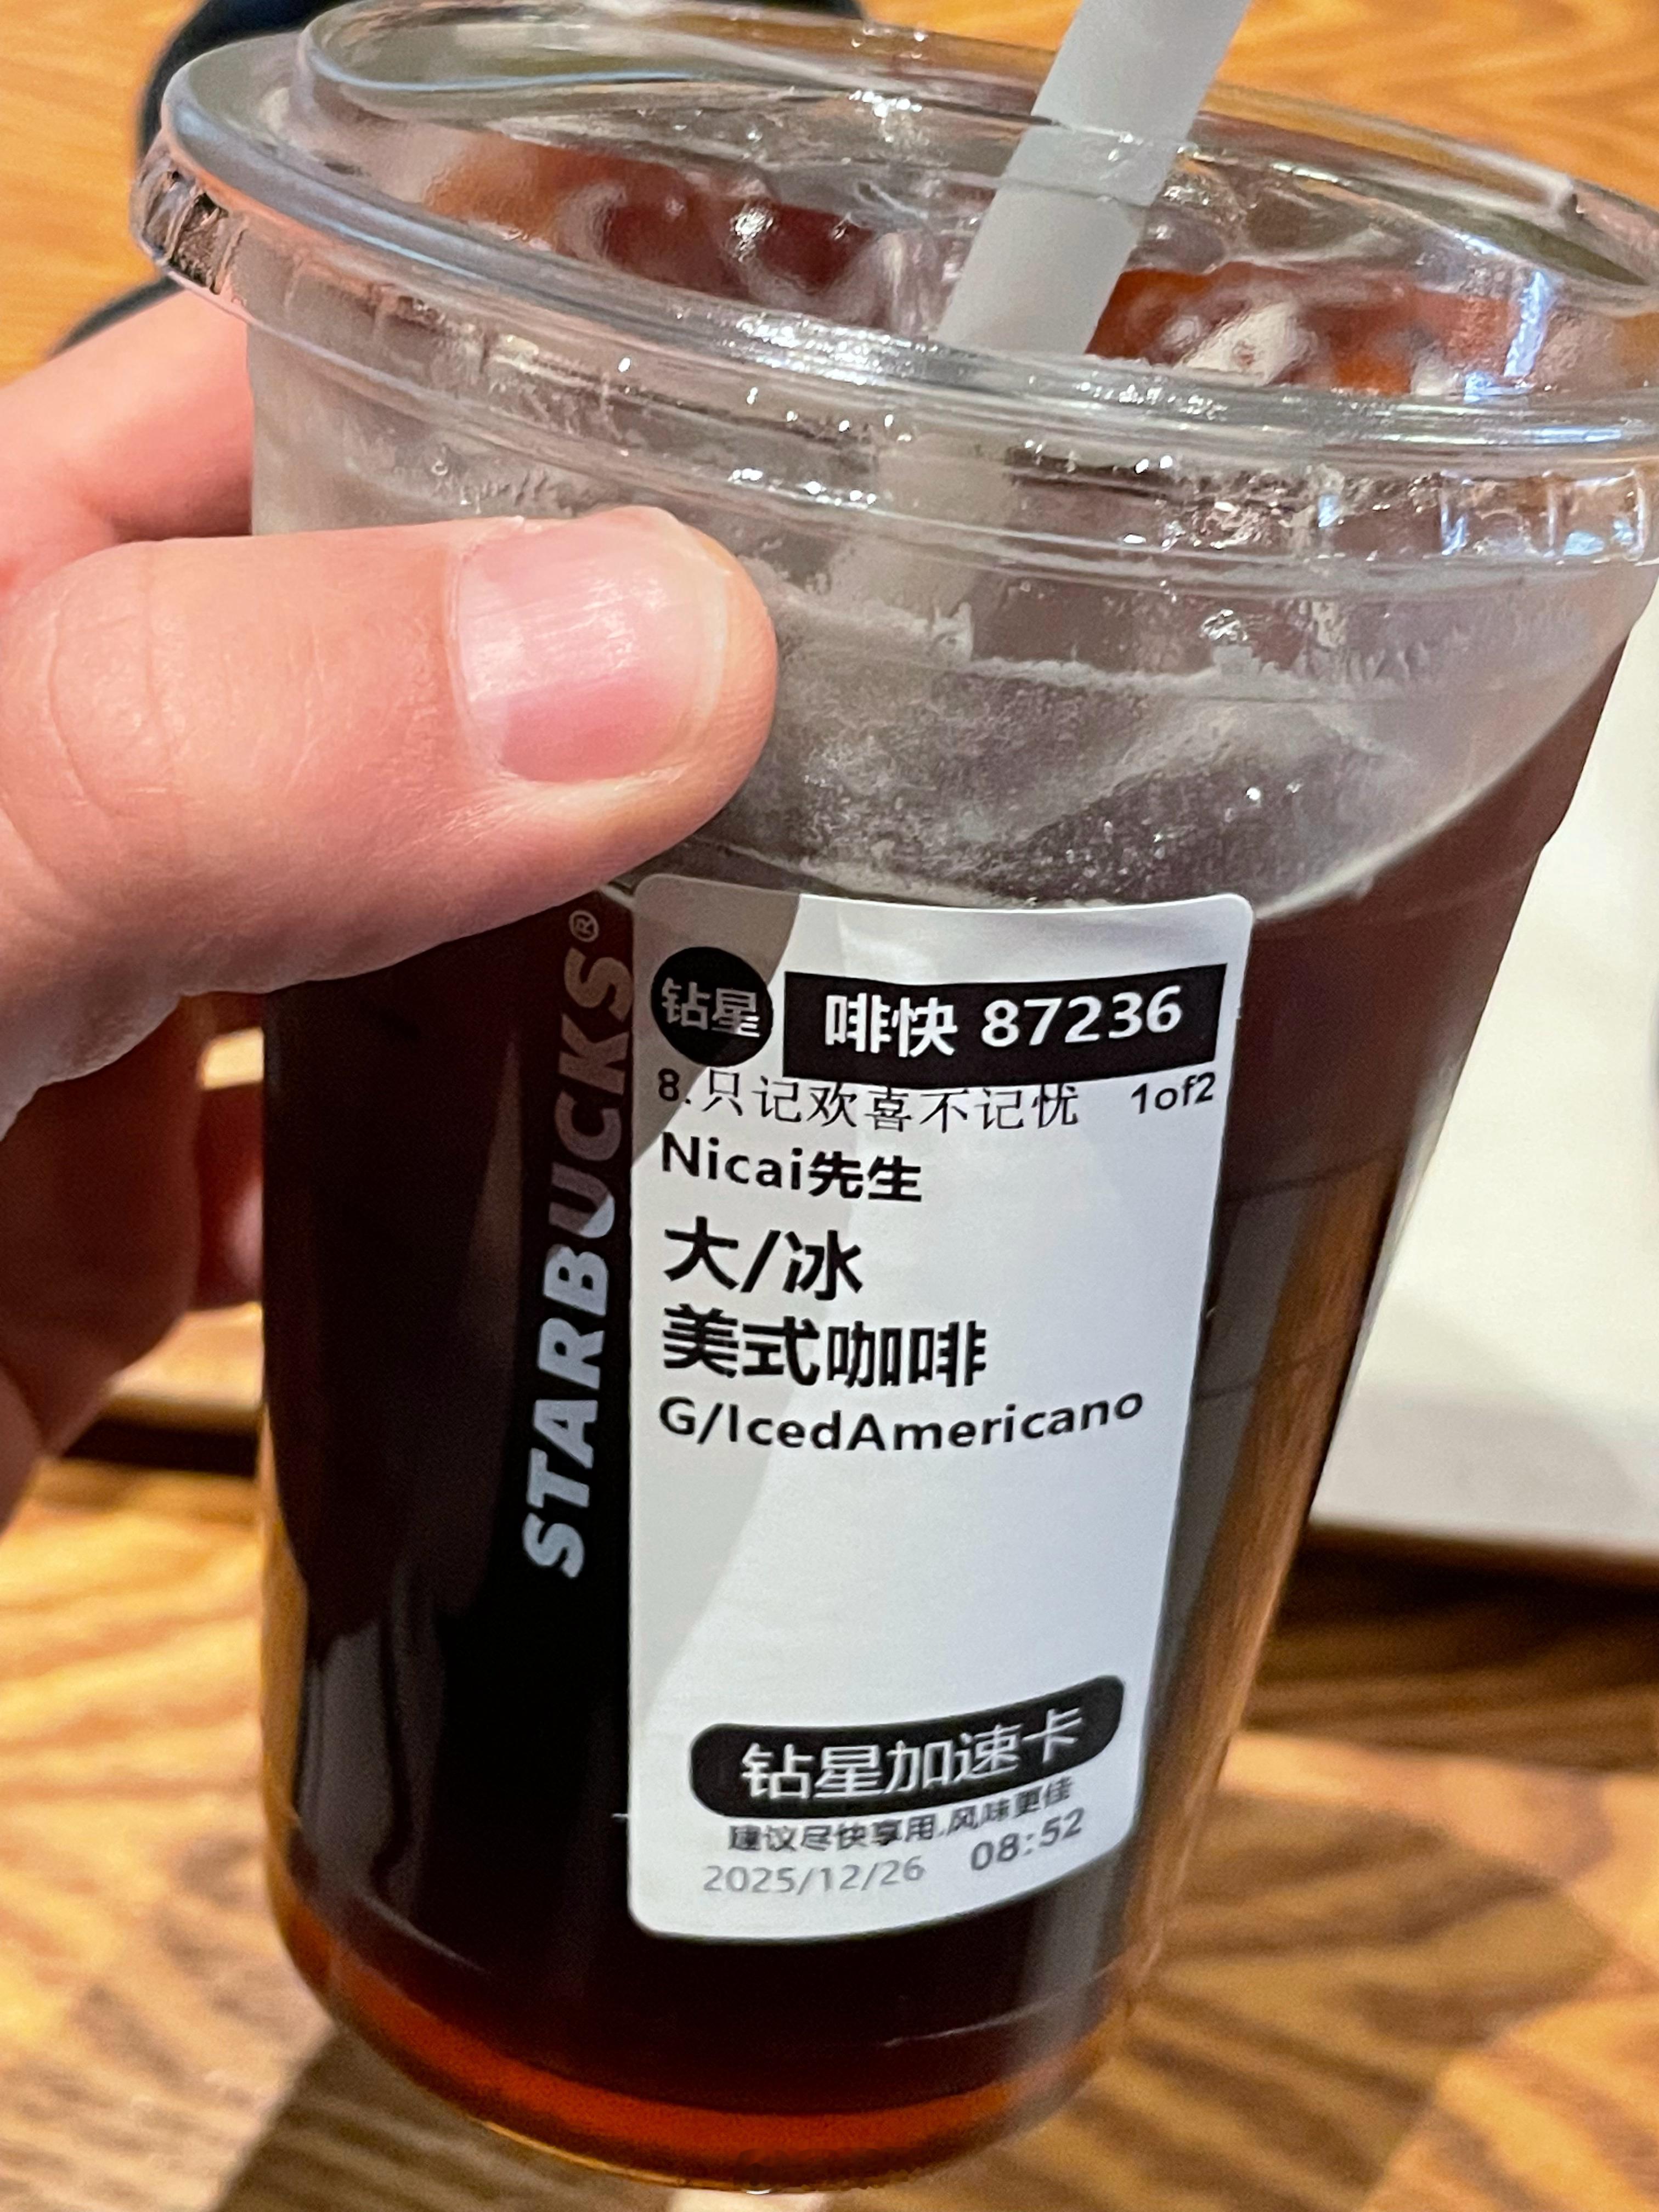 STARBUCKS®
钻星 啡快 87236
8.只记欢喜不记忧 1of2
Nicai先生
大/冰
美式咖啡
G/IcedAmericano
钻星加速卡
建议尽快享用,风味更佳
2025/12/26 08:52